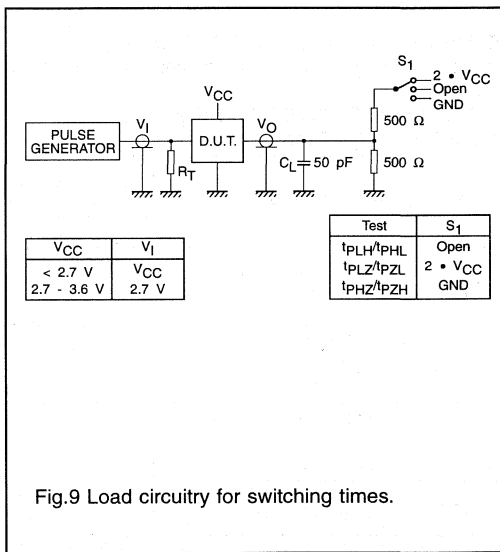 S1
2 • VCC
Open
GND
VCC
500 Ω
PULSE GENERATOR
VI
D.U.T.
VO
RT
CL
50 pF
500 Ω
VCC VI
< 2.7 V VCC
2.7 - 3.6 V 2.7 V
Test S1
tPLH/tPHL Open
tPLZ/tPZL 2 • VCC
tPHZ/tPZH GND
Fig.9 Load circuitry for switching times.